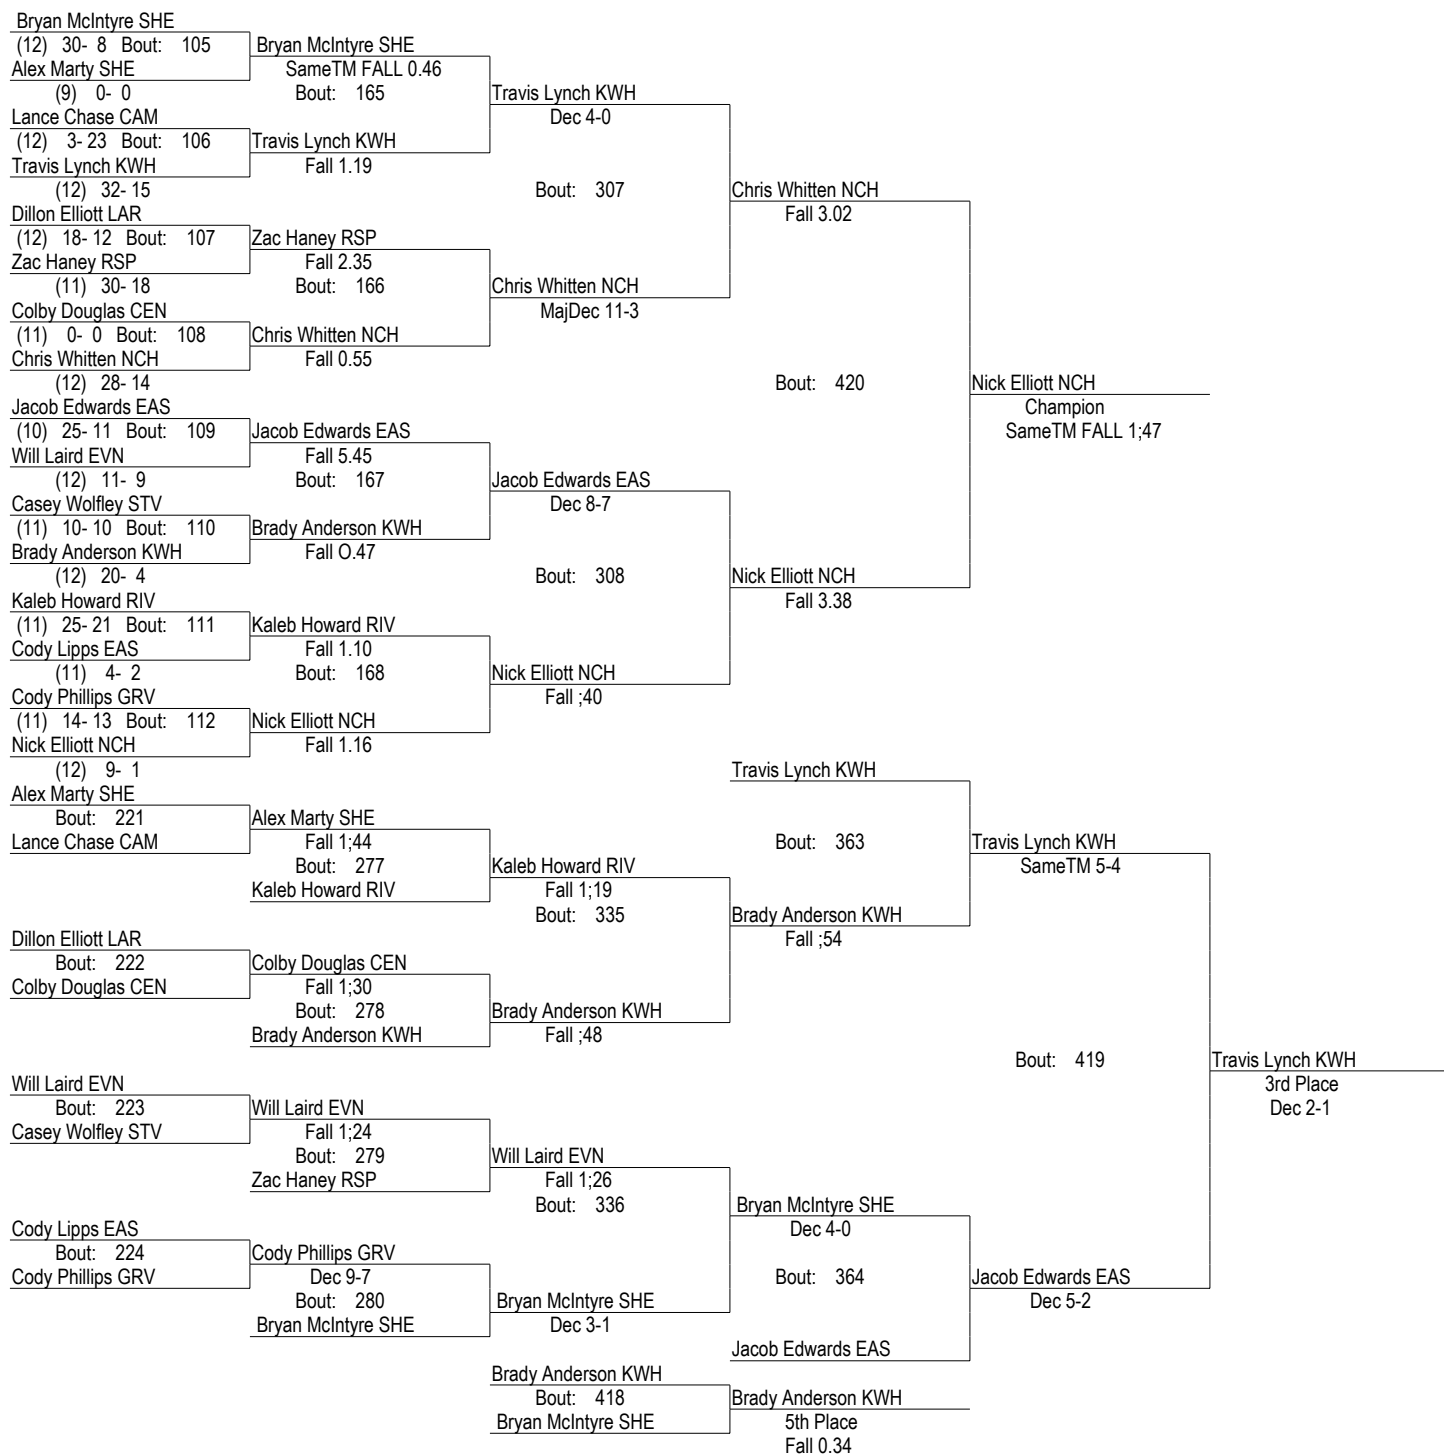 Bryan McIntyre SHE
(12) 30- 8 Bout: 105
Bryan McIntyre SHE
Alex Marty SHE
SameTM FALL 0.46
(9) 0- 0
Bout: 165
Travis Lynch KWH
Lance Chase CAM
Dec 4-0
(12) 3- 23 Bout: 106
Travis Lynch KWH
Travis Lynch KWH
Fall 1.19
(12) 32- 15
Bout: 307
Chris Whitten NCH
Dillon Elliott LAR
Fall 3.02
(12) 18- 12 Bout: 107
Zac Haney RSP
Zac Haney RSP
Fall 2.35
(11) 30- 18
Bout: 166
Chris Whitten NCH
Colby Douglas CEN
MajDec 11-3
(11) 0- 0 Bout: 108
Chris Whitten NCH
Chris Whitten NCH
Fall 0.55
(12) 28- 14
Bout: 420
Nick Elliott NCH
Jacob Edwards EAS
Champion
(10) 25- 11 Bout: 109
Jacob Edwards EAS
SameTM FALL 1;47
Will Laird EVN
Fall 5.45
(12) 11- 9
Bout: 167
Jacob Edwards EAS
Casey Wolfley STV
Dec 8-7
(11) 10- 10 Bout: 110
Brady Anderson KWH
Brady Anderson KWH
Fall O.47
(12) 20- 4
Bout: 308
Nick Elliott NCH
Kaleb Howard RIV
Fall 3.38
(11) 25- 21 Bout: 111
Kaleb Howard RIV
Cody Lipps EAS
Fall 1.10
(11) 4- 2
Bout: 168
Nick Elliott NCH
Cody Phillips GRV
Fall ;40
(11) 14- 13 Bout: 112
Nick Elliott NCH
Nick Elliott NCH
Fall 1.16
(12) 9- 1
Travis Lynch KWH
Alex Marty SHE
Bout: 221
Alex Marty SHE
Lance Chase CAM
Fall 1;44
Bout: 363
Travis Lynch KWH
Bout: 277
Kaleb Howard RIV
SameTM 5-4
Kaleb Howard RIV
Fall 1;19
Bout: 335
Brady Anderson KWH
Dillon Elliott LAR
Fall ;54
Bout: 222
Colby Douglas CEN
Colby Douglas CEN
Fall 1;30
Bout: 278
Brady Anderson KWH
Brady Anderson KWH
Fall ;48
Bout: 419
Travis Lynch KWH
Will Laird EVN
3rd Place
Bout: 223
Will Laird EVN
Dec 2-1
Casey Wolfley STV
Fall 1;24
Bout: 279
Will Laird EVN
Zac Haney RSP
Fall 1;26
Bout: 336
Bryan McIntyre SHE
Cody Lipps EAS
Dec 4-0
Bout: 224
Cody Phillips GRV
Cody Phillips GRV
Dec 9-7
Bout: 364
Jacob Edwards EAS
Bout: 280
Bryan McIntyre SHE
Dec 5-2
Bryan McIntyre SHE
Dec 3-1
Jacob Edwards EAS
Brady Anderson KWH
Bout: 418
Brady Anderson KWH
Bryan McIntyre SHE
5th Place
Fall 0.34